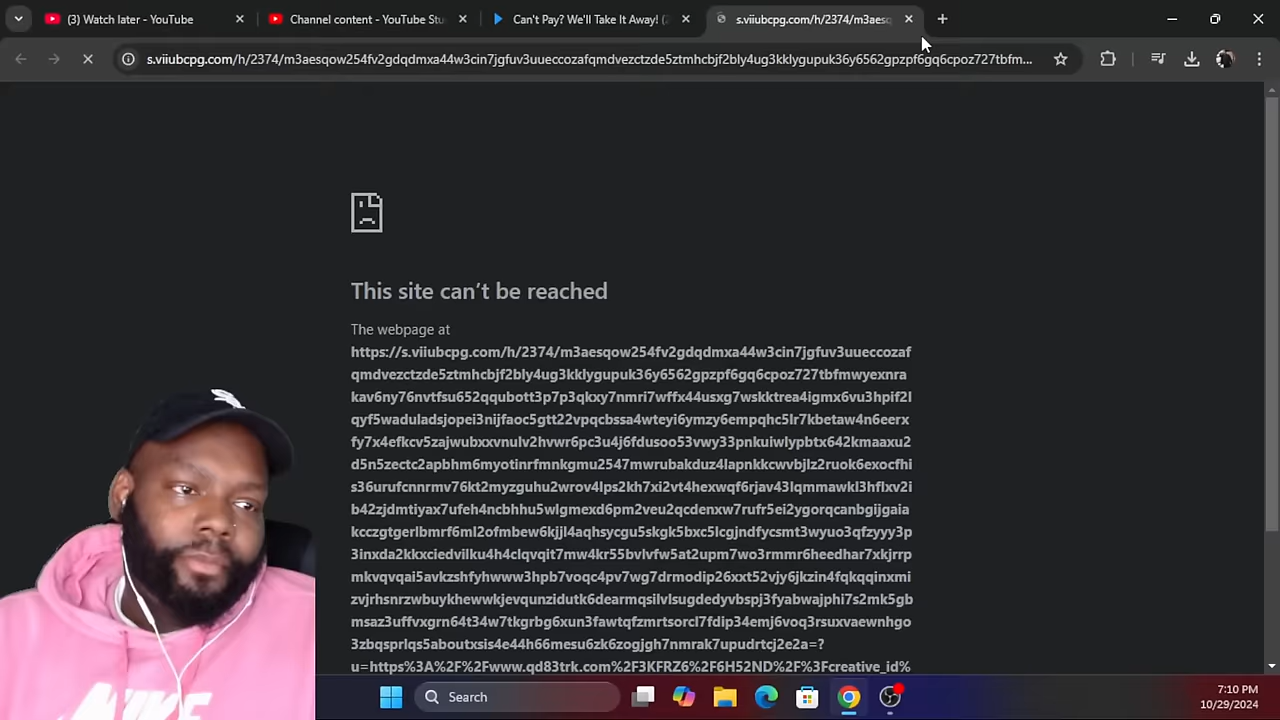 (3) Watch later - YouTube
Channel content - YouTube Stu
Can't Pay? We'll Take It Away! (
s.viiubcpg.com/h/2374/m3aesq
s.viiubcpg.com/h/2374/m3aesqow254fv2gdqdmxa44w3cin7jgfuv3uueccozafqmdvezctzde5ztmhcbjf2bly4ug3kklygupuk36y6562gpzpf6gq6cpoz727tbfm...
This site can't be reached
The webpage at
https://s.viiubcpg.com/h/2374/m3aesqow254fv2gdqdmxa44w3cin7jgfuv3uueccozaf
qmdvezctzde5ztmhcbjf2bly4ug3kklygupuk36y6562gpzpf6gq6cpoz727tbfmwyexnra
kav6ny76nvtfsu652qqubott3p7p3qkxy7nmri7wffx44usxg7wskktrea4igmx6vu3hpif2l
qyf5waduladsjopei3nijfaoc5gtt22vpqcbssa4wteyi6ymzy6empqhc5lr7kbetaw4n6eerx
fy7x4efkcv5zajwubxxvnulv2hvwr6pc3u4j6fdusoo53vwy33pnkuiwlypbtx642kmaaxu2
d5n5zectc2apbhm6myotinrfmnkgmu2547mwrubakduz4lapnkkcwvbjlz2ruok6exocfhi
s36urufcnnrmv76kt2myzguhu2wrov4lps2kh7xi2vt4hexwqf6rjav43lqmmawkl3hflxv2i
b42zjdmtiyax7ufeh4ncbhhu5wlgmexd6pm2veu2qcdenxw7rufr5ei2ygorqcanbgijgaia
kcczgtgerlbmrf6ml2ofmbew6kjjl4aqhsycgu5skgk5bxc5lcgjndfycsmt3wyuo3qfzyyy3p
3inxda2kkxciedvilku4h4clqvqit7mw4kr55bvlvfw5at2upm7wo3rmmr6heedhar7xkjrrp
mkvqvqai5avkzshfyhwww3hpb7voqc4pv7wg7drmodip26xxt52vjy6jkzin4fqkqqinxmi
zvjrhsnrzwbuykhewwkjevqunzidutk6dearmqsilvlsugdedyvbspj3fyabwajphi7s2mk5gb
msaz3uffvxgrn64t34w7tkgrbg6xun3fawtqfzmrtsorcl7fdip34emj6voq3rsuxvaewnhgo
3zbqsprlqs5aboutxsis4e44h66mesu6zk6zogjgh7nmrak7upudrtcj2e2a=?
u=https%3A%2F%2Fwww.qd83trk.com%2F3KFRZ6%2F6H52ND%2F%3Fcreative_id%
Search
7:10 PM
10/29/2024